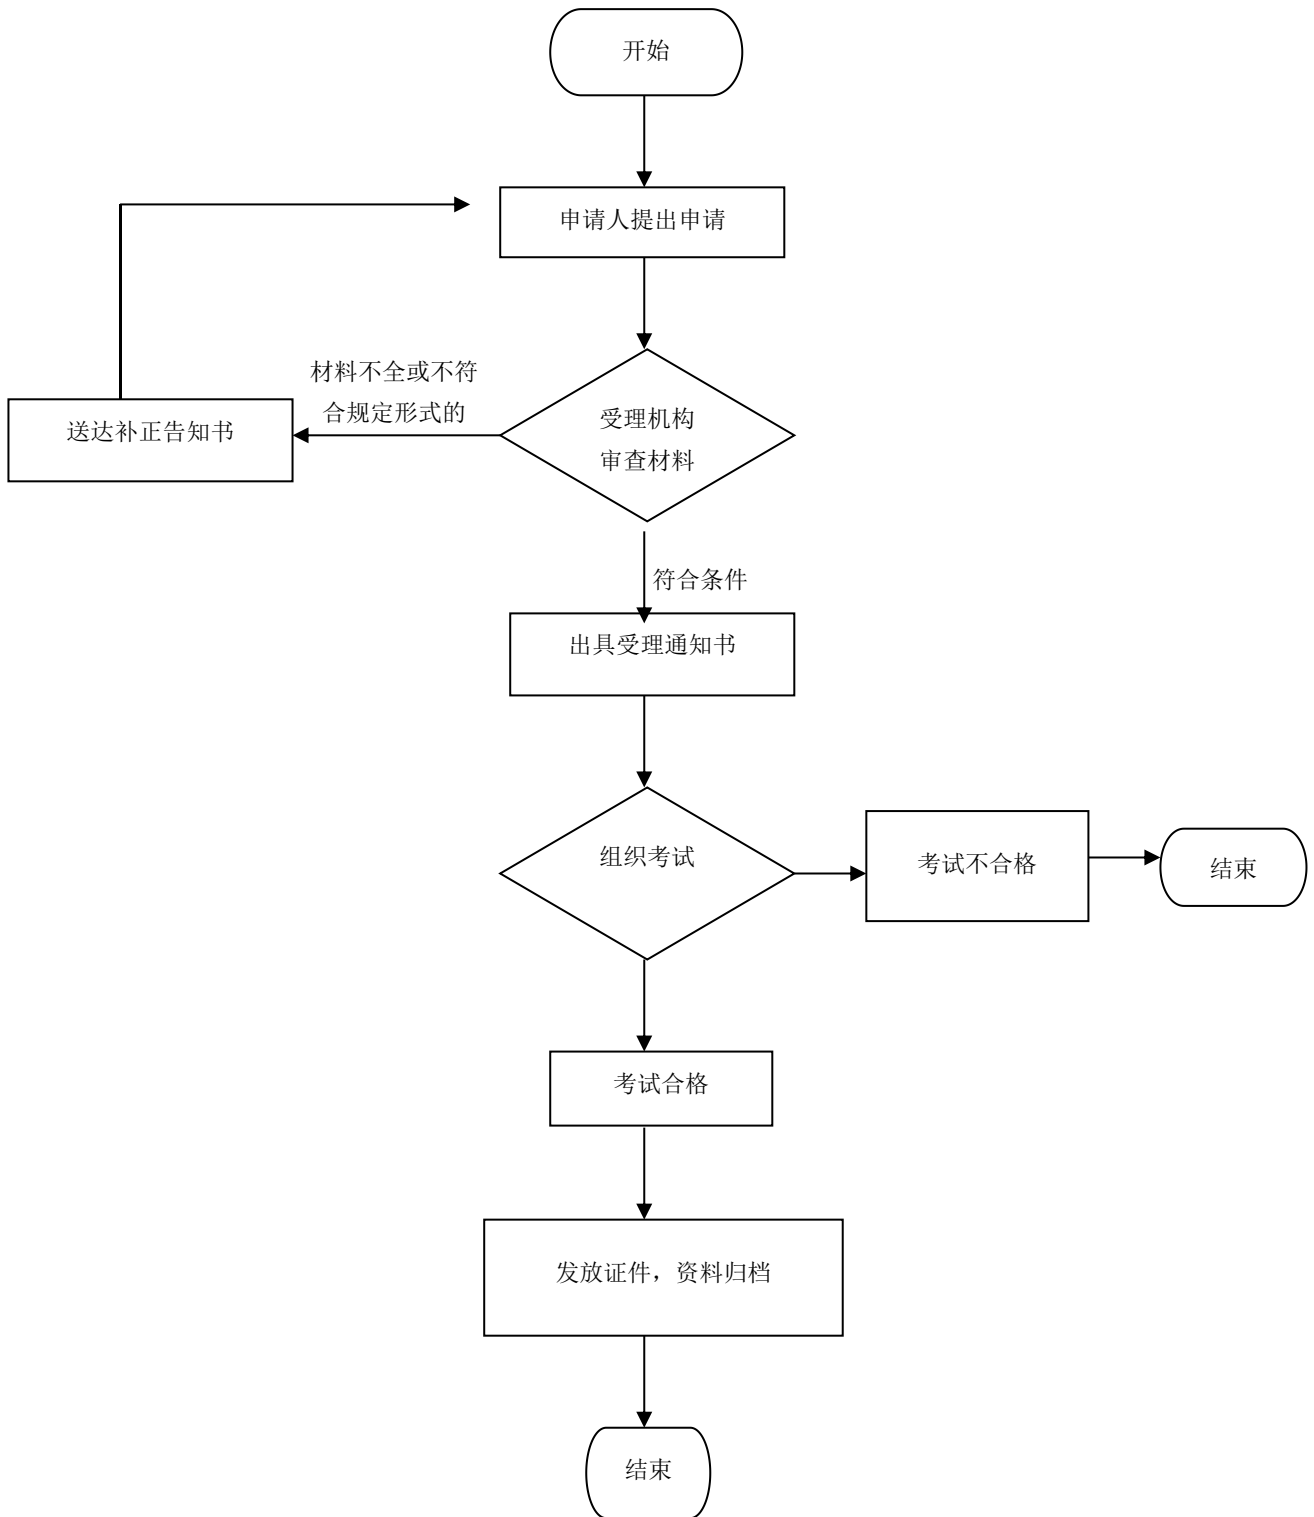 开始
申请人提出申请
材料不全或不符
合规定形式的
送达补正告知书
受理机构
审查材料
符合条件
出具受理通知书
组织考试
考试不合格
结束
考试合格
发放证件，资料归档
结束